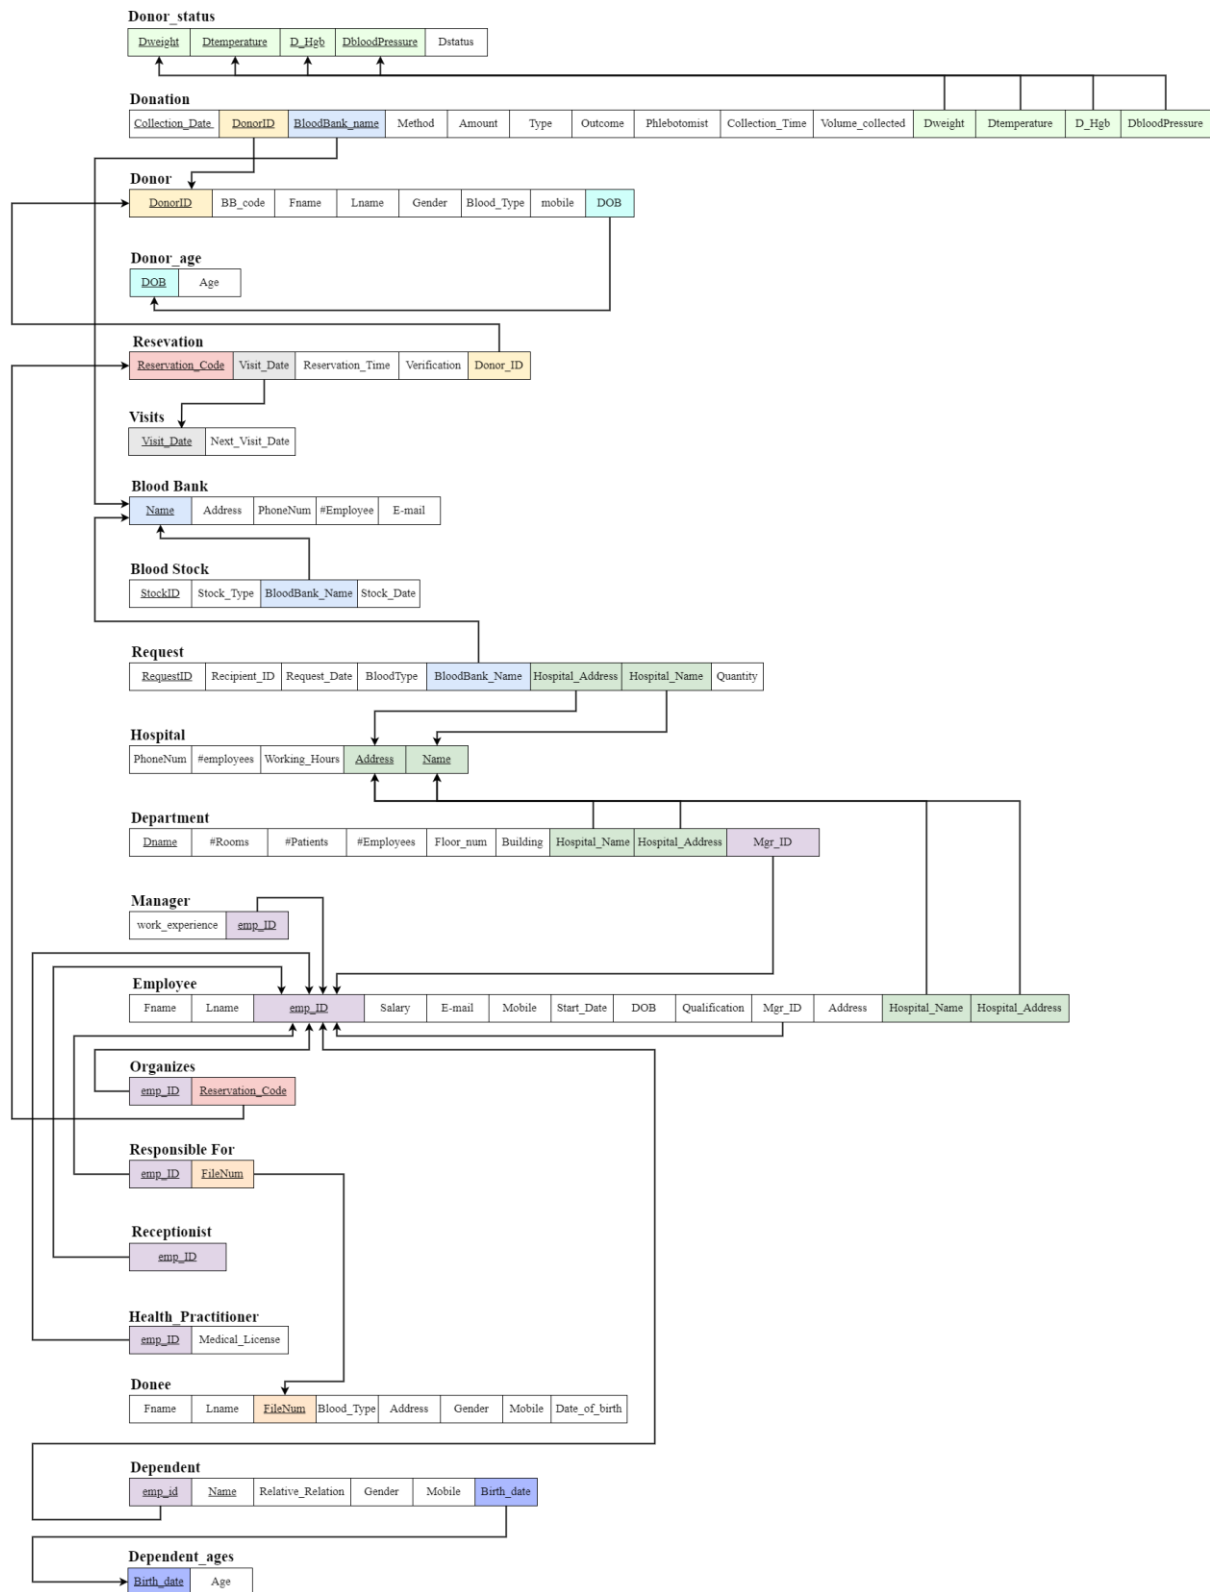 Donor_status
Dweight Dtemperature D_Hgb DbloodPressure Dstatus
Donation
Collection_Date DonorID BloodBank_name Method Amount Type Outcome Phlebotomist Collection_Time Volume_collected Dweight Dtemperature D_Hgb DbloodPressure
Donor
DonorID BB_code Fname Lname Gender Blood_Type mobile DOB
Donor_age
DOB Age
Resevation
Reservation_Code Visit_Date Reservation_Time Verification Donor_ID
Visits
Visit_Date Next_Visit_Date
Blood Bank
Name Address PhoneNum #Employee E-mail
Blood Stock
StockID Stock_Type BloodBank_Name Stock_Date
Request
RequestID Recipient_ID Request_Date BloodType BloodBank_Name Hospital_Address Hospital_Name Quantity
Hospital
PhoneNum #employees Working_Hours Address Name
Department
Dname #Rooms #Patients #Employees Floor_num Building Hospital_Name Hospital_Address Mgr_ID
Manager
work_experience emp_ID
Employee
Fname Lname emp_ID Salary E-mail Mobile Start_Date DOB Qualification Mgr_ID Address Hospital_Name Hospital_Address
Organizes
emp_ID Reservation_Code
Responsible For
emp_ID FileNum
Receptionist
emp_ID
Health_Practitioner
emp_ID Medical_License
Donee
Fname Lname FileNum Blood_Type Address Gender Mobile Date_of_birth
Dependent
emp_id Name Relative_Relation Gender Mobile Birth_date
Dependent_ages
Birth_date Age